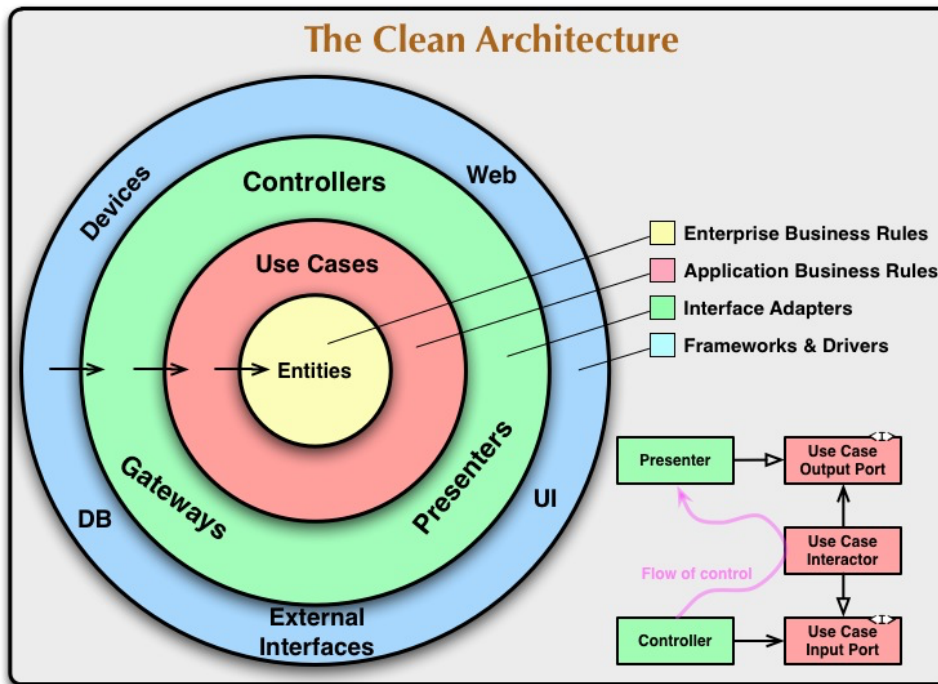 The Clean Architecture
Devices
Web
Controllers
Use Cases
Entities
Gateways
Presenters
DB
UI
External
Interfaces
Enterprise Business Rules
Application Business Rules
Interface Adapters
Frameworks & Drivers
Presenter
<I>
Use Case
Output Port
Use Case
Interactor
Flow of control
Controller
<I>
Use Case
Input Port